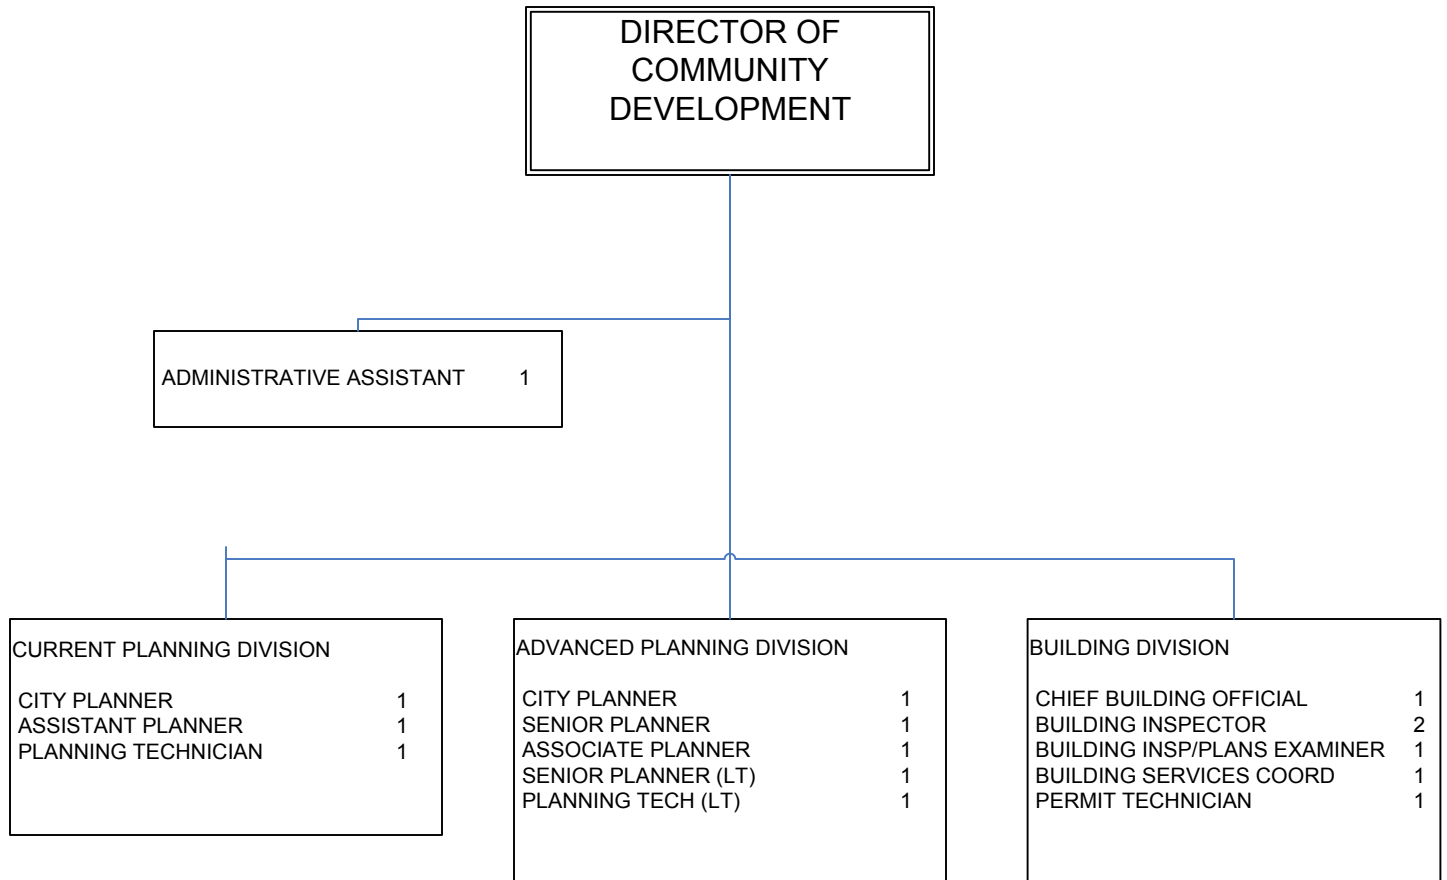 DIRECTOR OF
COMMUNITY
DEVELOPMENT
ADMINISTRATIVE ASSISTANT 1
CURRENT PLANNING DIVISION
CITY PLANNER 1
ASSISTANT PLANNER 1
PLANNING TECHNICIAN 1
ADVANCED PLANNING DIVISION
CITY PLANNER 1
SENIOR PLANNER 1
ASSOCIATE PLANNER 1
SENIOR PLANNER (LT) 1
PLANNING TECH (LT) 1
BUILDING DIVISION
CHIEF BUILDING OFFICIAL 1
BUILDING INSPECTOR 2
BUILDING INSP/PLANS EXAMINER 1
BUILDING SERVICES COORD 1
PERMIT TECHNICIAN 1